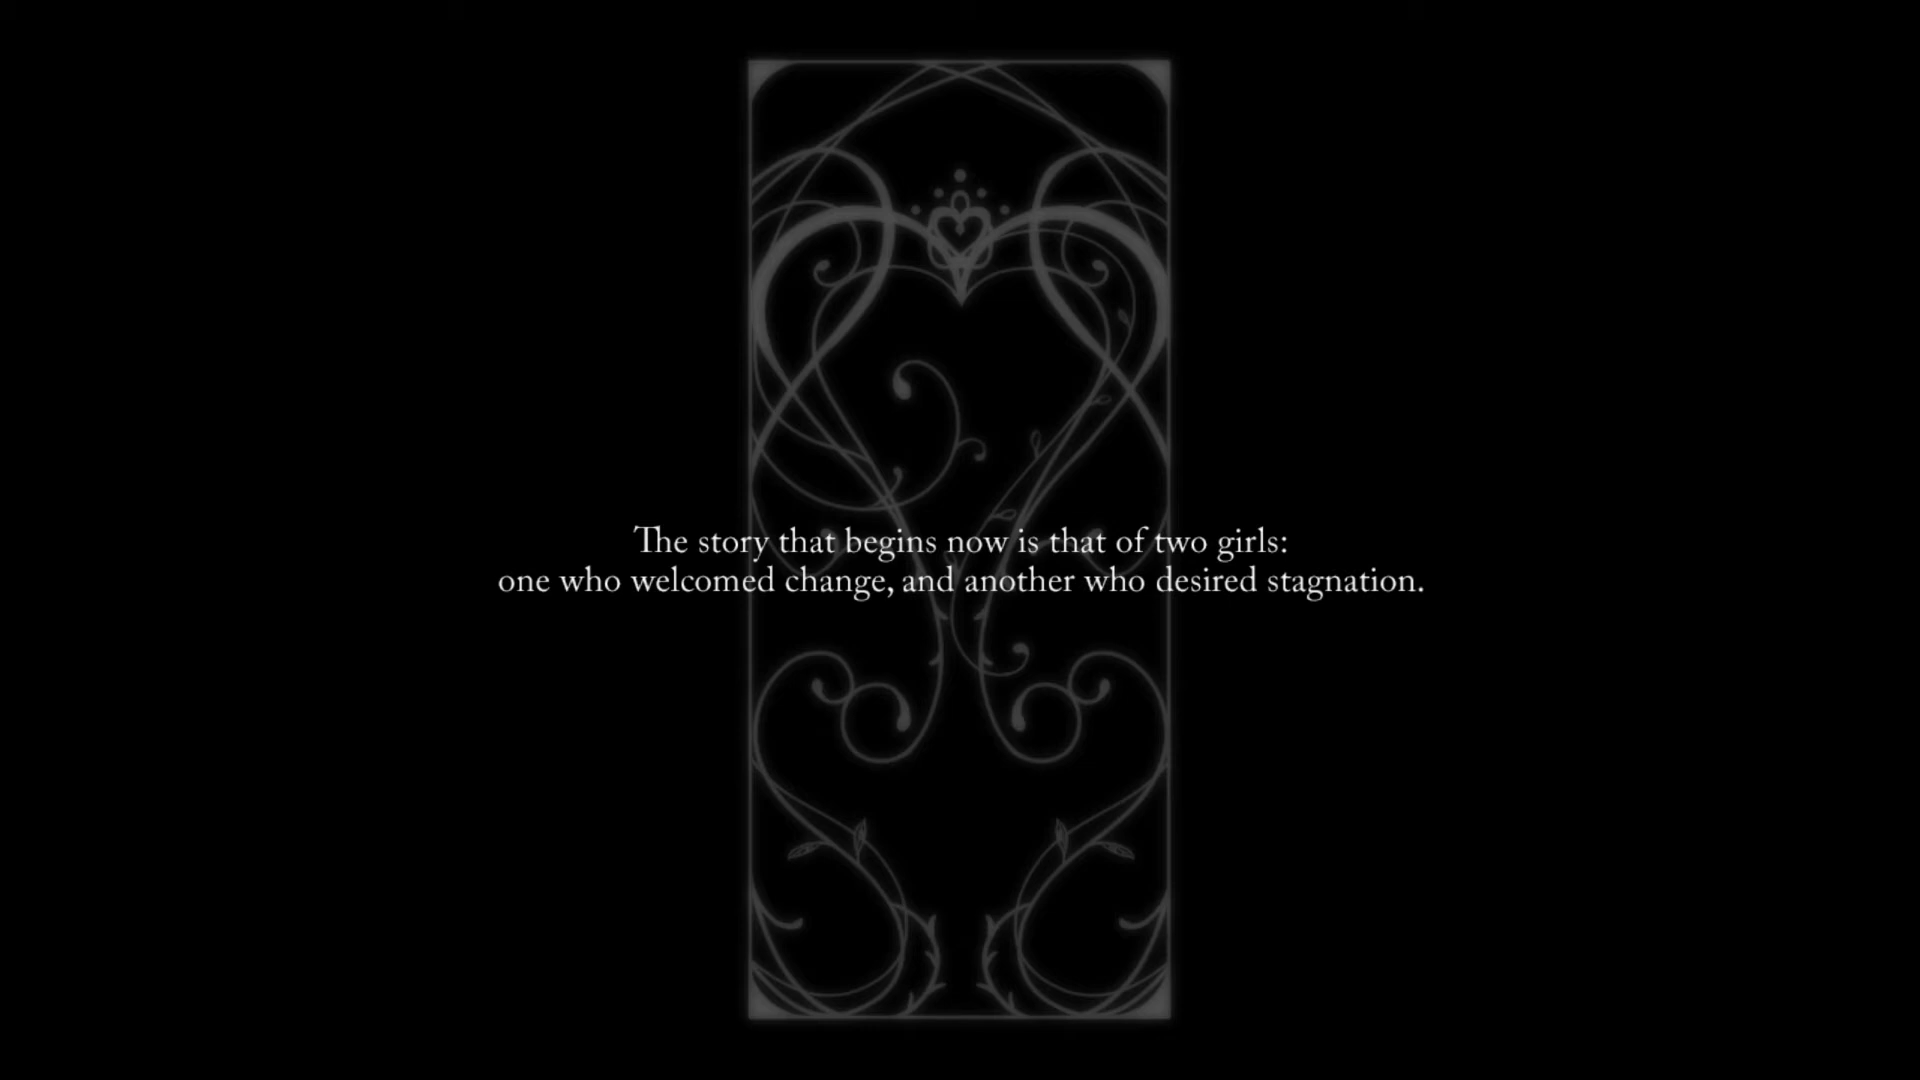 The story that begins now is that of two girls:
one who welcomed change, and another who desired stagnation.